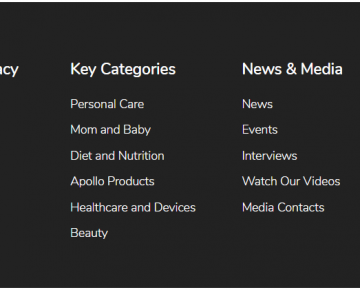 acy
Key Categories
Personal Care
Mom and Baby
Diet and Nutrition
Apollo Products
Healthcare and Devices
Beauty
News & Media
News
Events
Interviews
Watch Our Videos
Media Contacts